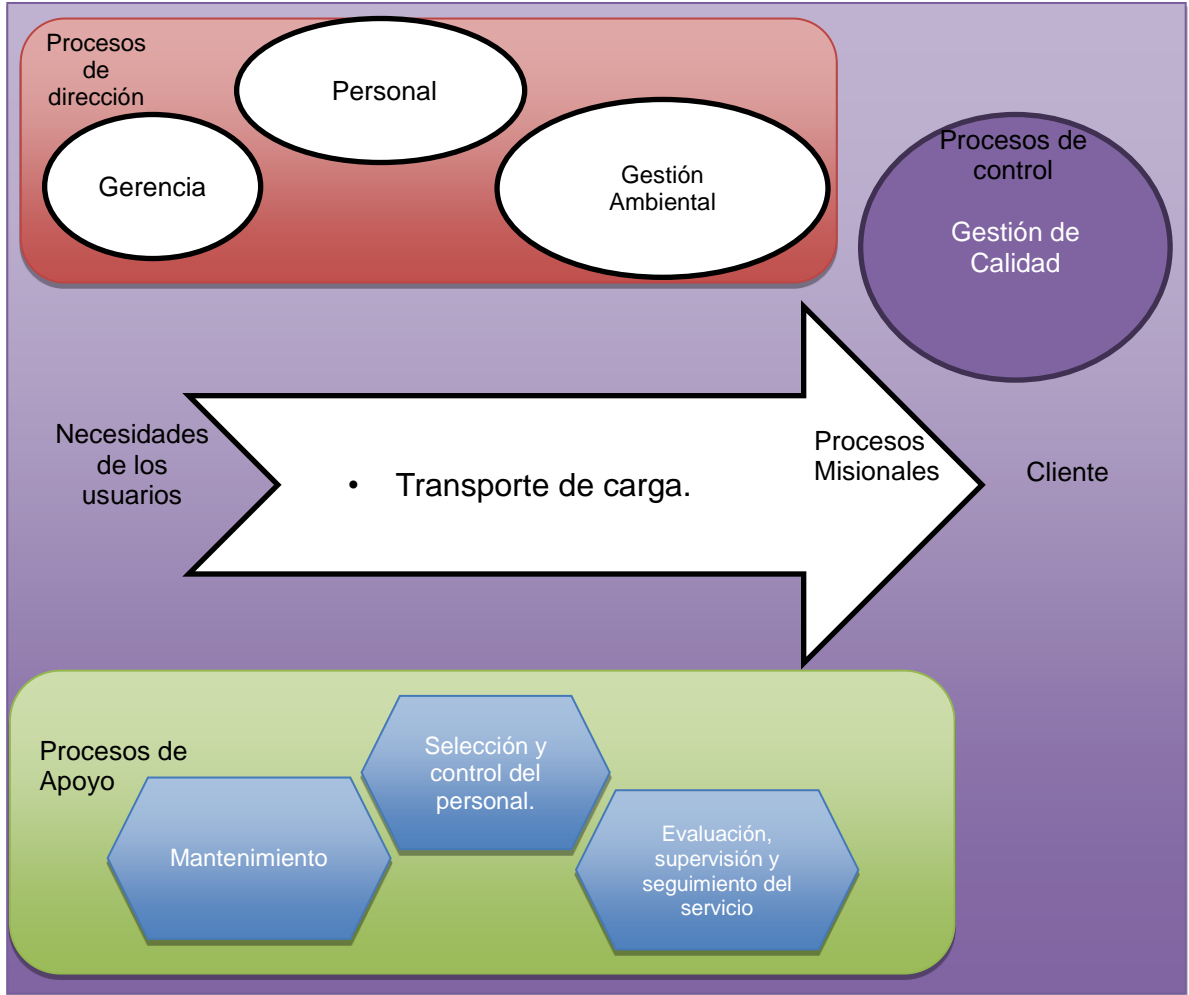 Procesos
de
dirección
Personal
Gerencia
Gestión
Ambiental
Procesos de
control
Gestión de
Calidad
Necesidades
de los
usuarios
• Transporte de carga.
Procesos
Misionales
Cliente
Procesos de
Apoyo
Selección y
control del
personal.
Mantenimiento
Evaluación,
supervisión y
seguimiento del
servicio